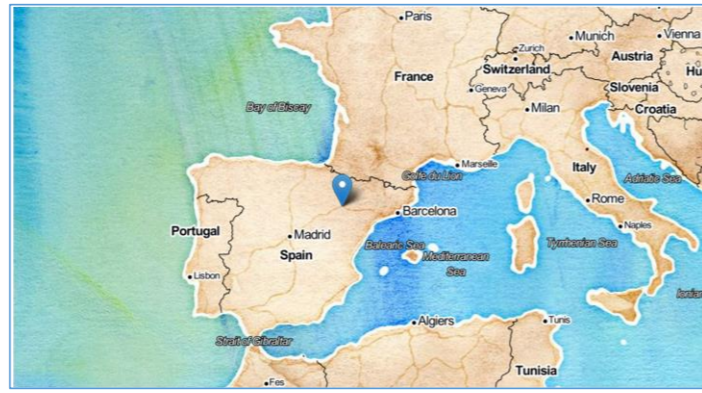 Paris
Munich
Vienna
Zurich
Austria
Switzerland
France
Hu
Geneva
Slovenia
Milan
Croatia
Bay of Biscay
Marseille
Golfe du Lion
Italy
Adriatic Sea
Rome
Barcelona
Portugal
Madrid
Naples
Balearic Sea
Tyrrhenian Sea
Spain
Mediterranean
Sea
Lisbon
Ionian
Algiers
Tunis
Strait of Gibraltar
Tunisia
Fes